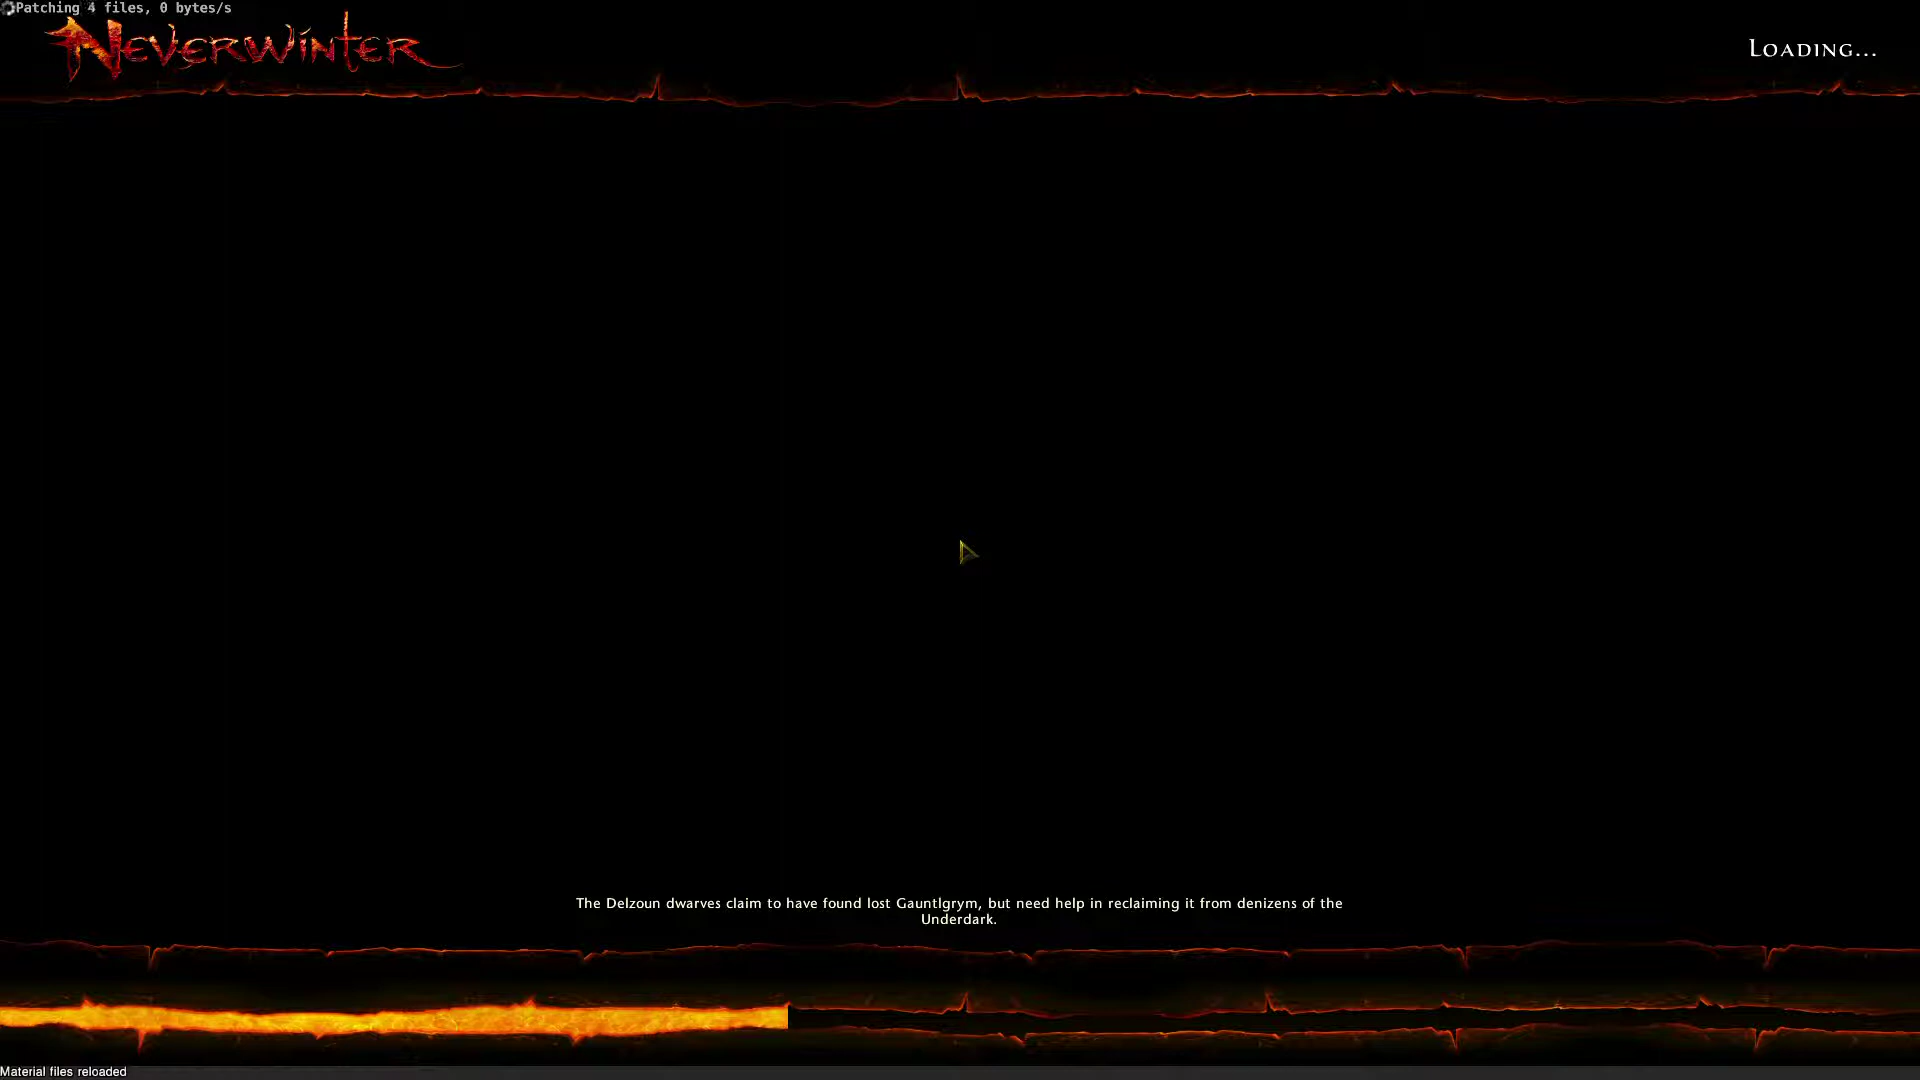 Patching 4 files, 0 bytes/s
NEVERWINTER
LOADING...
The Delzoun dwarves claim to have found lost Gauntlgrym, but need help in reclaiming it from denizens of the
Underdark.
Material files reloaded